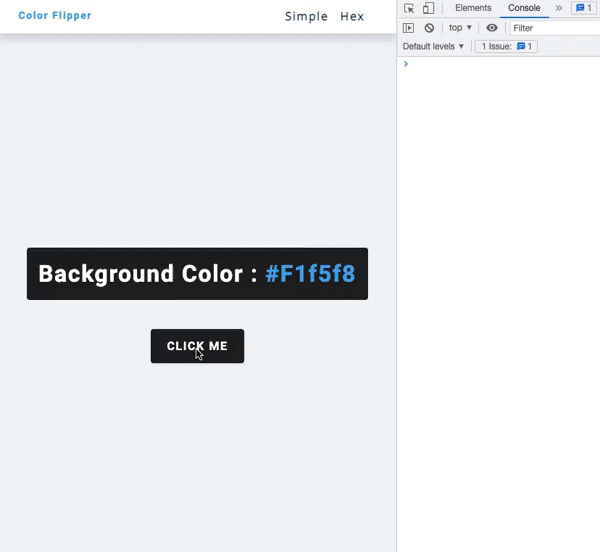 Color Flipper Simple Hex
Elements Console » 1
top ▼ Filter
Default levels ▼ 1 Issue: 1
>
Background Color : #F1f5f8
CLICK ME